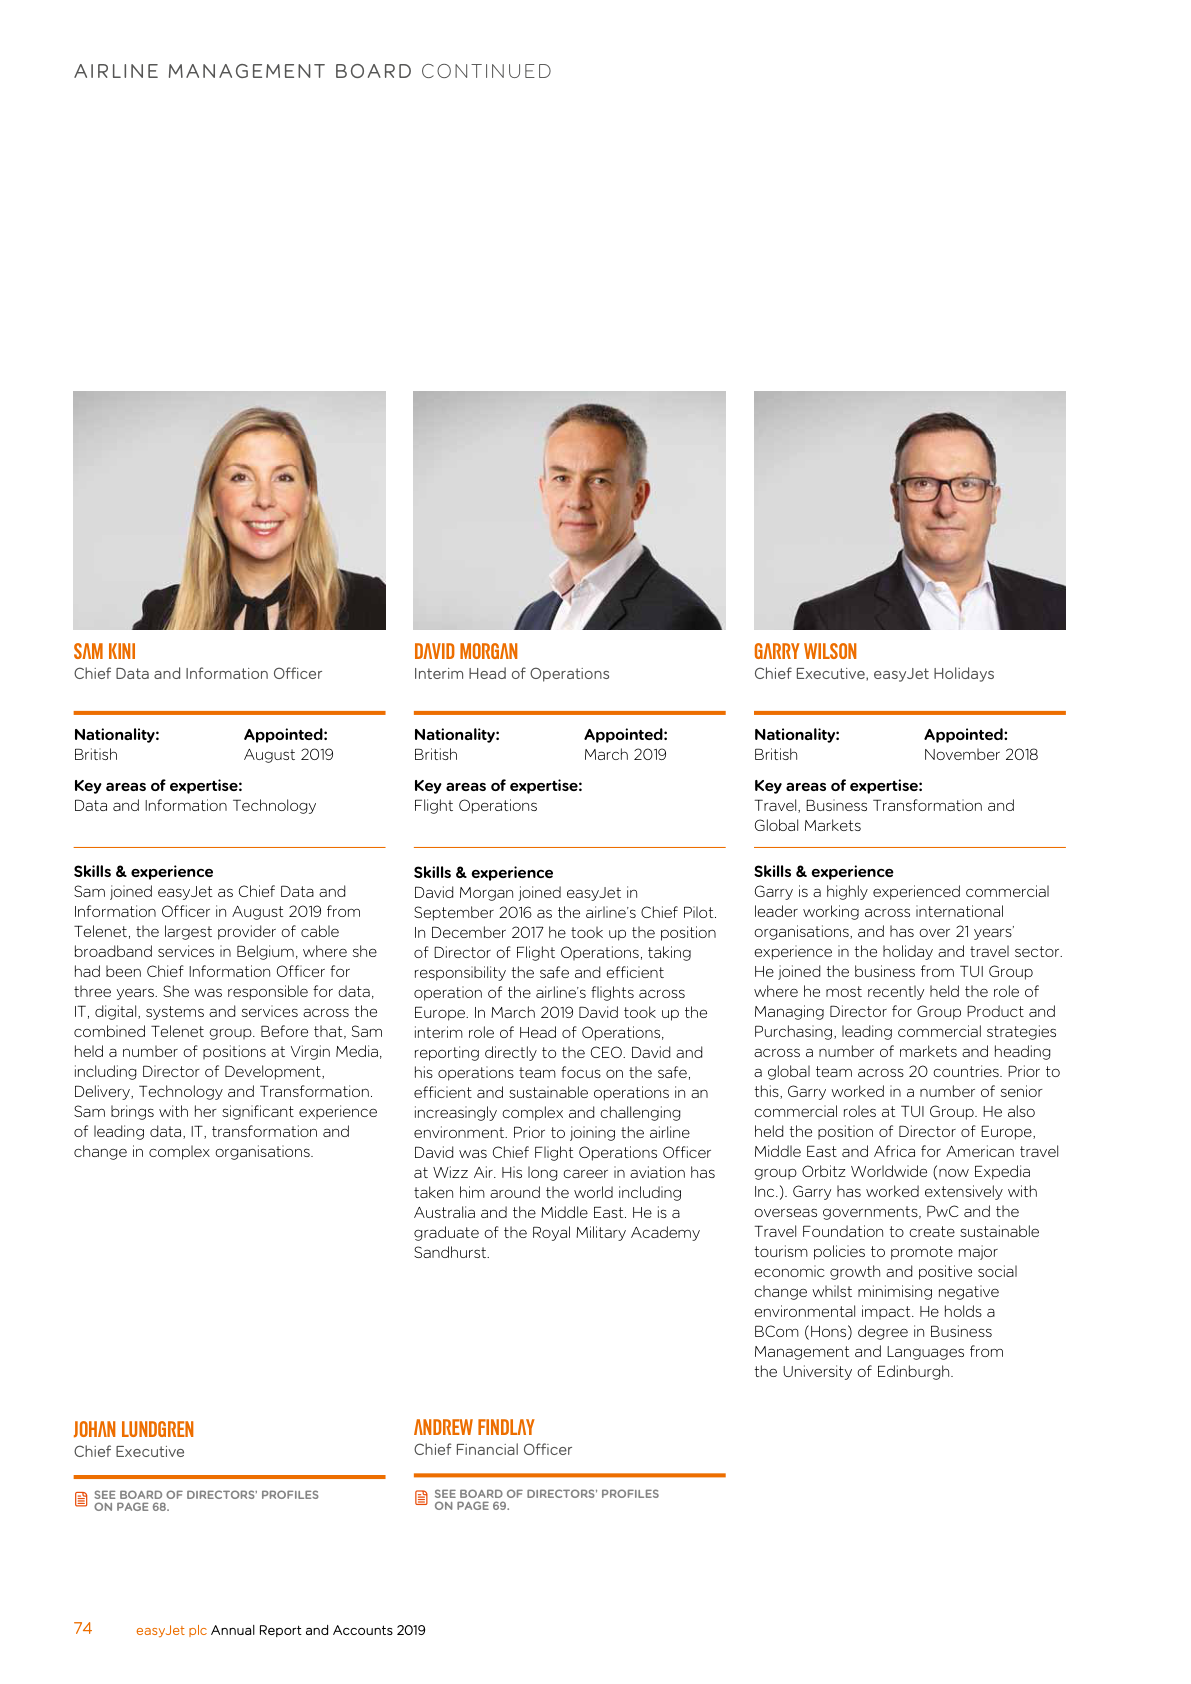 AIRLINE MANAGEMENT BOARD CONTINUED
SAM KINI
Chief Data and Information Officer
Nationality:
British
Appointed:
August 2019
Key areas of expertise:
Data and Information Technology
Skills & experience
Sam joined easyJet as Chief Data and
Information Officer in August 2019 from
Telenet, the largest provider of cable
broadband services in Belgium, where she
had been Chief Information Officer for
three years. She was responsible for data,
IT, digital, systems and services across the
combined Telenet group. Before that, Sam
held a number of positions at Virgin Media,
including Director of Development,
Delivery, Technology and Transformation.
Sam brings with her significant experience
of leading data, IT, transformation and
change in complex organisations.
DAVID MORGAN
Interim Head of Operations
Nationality:
British
Appointed:
March 2019
Key areas of expertise:
Flight Operations
Skills & experience
David Morgan joined easyJet in
September 2016 as the airline's Chief Pilot.
In December 2017 he took up the position
of Director of Flight Operations, taking
responsibility the safe and efficient
operation of the airline's flights across
Europe. In March 2019 David took up the
interim role of Head of Operations,
reporting directly to the CEO. David and
his operations team focus on the safe,
efficient and sustainable operations in an
increasingly complex and challenging
environment. Prior to joining the airline
David was Chief Flight Operations Officer
at Wizz Air. His long career in aviation has
taken him around the world including
Australia and the Middle East. He is a
graduate of the Royal Military Academy
Sandhurst.
GARRY WILSON
Chief Executive, easyJet Holidays
Nationality:
British
Appointed:
November 2018
Key areas of expertise:
Travel, Business Transformation and
Global Markets
Skills & experience
Garry is a highly experienced commercial
leader working across international
organisations, and has over 21 years'
experience in the holiday and travel sector.
He joined the business from TUI Group
where he most recently held the role of
Managing Director for Group Product and
Purchasing, leading commercial strategies
across a number of markets and heading
a global team across 20 countries. Prior to
this, Garry worked in a number of senior
commercial roles at TUI Group. He also
held the position of Director of Europe,
Middle East and Africa for American travel
group Orbitz Worldwide (now Expedia
Inc.). Garry has worked extensively with
overseas governments, PwC and the
Travel Foundation to create sustainable
tourism policies to promote major
economic growth and positive social
change whilst minimising negative
environmental impact. He holds a
BCom (Hons) degree in Business
Management and Languages from
the University of Edinburgh.
JOHAN LUNDGREN
Chief Executive
SEE BOARD OF DIRECTORS' PROFILES
ON PAGE 68.
ANDREW FINDLAY
Chief Financial Officer
SEE BOARD OF DIRECTORS' PROFILES
ON PAGE 69.
74 easyJet plc Annual Report and Accounts 2019